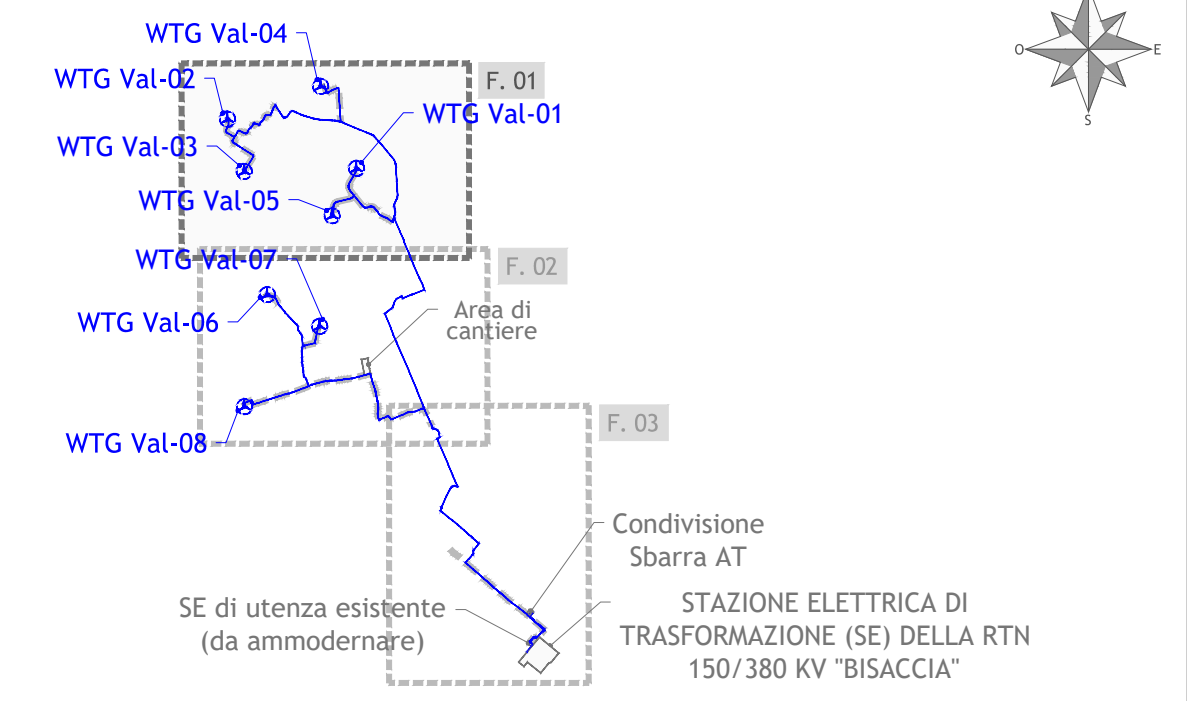 WTG Val-04
WTG Val-02
F. 01
WTG Val-01
WTG Val-03
WTG Val-05
WTG Val-07
F. 02
WTG Val-06
Area di
cantiere
WTG Val-08
F. 03
Condivisione
Sbarra AT
SE di utenza esistente
(da ammodernare)
STAZIONE ELETTRICA DI
TRASFORMAZIONE (SE) DELLA RTN
150/380 KV "BISACCIA"
O
E
S